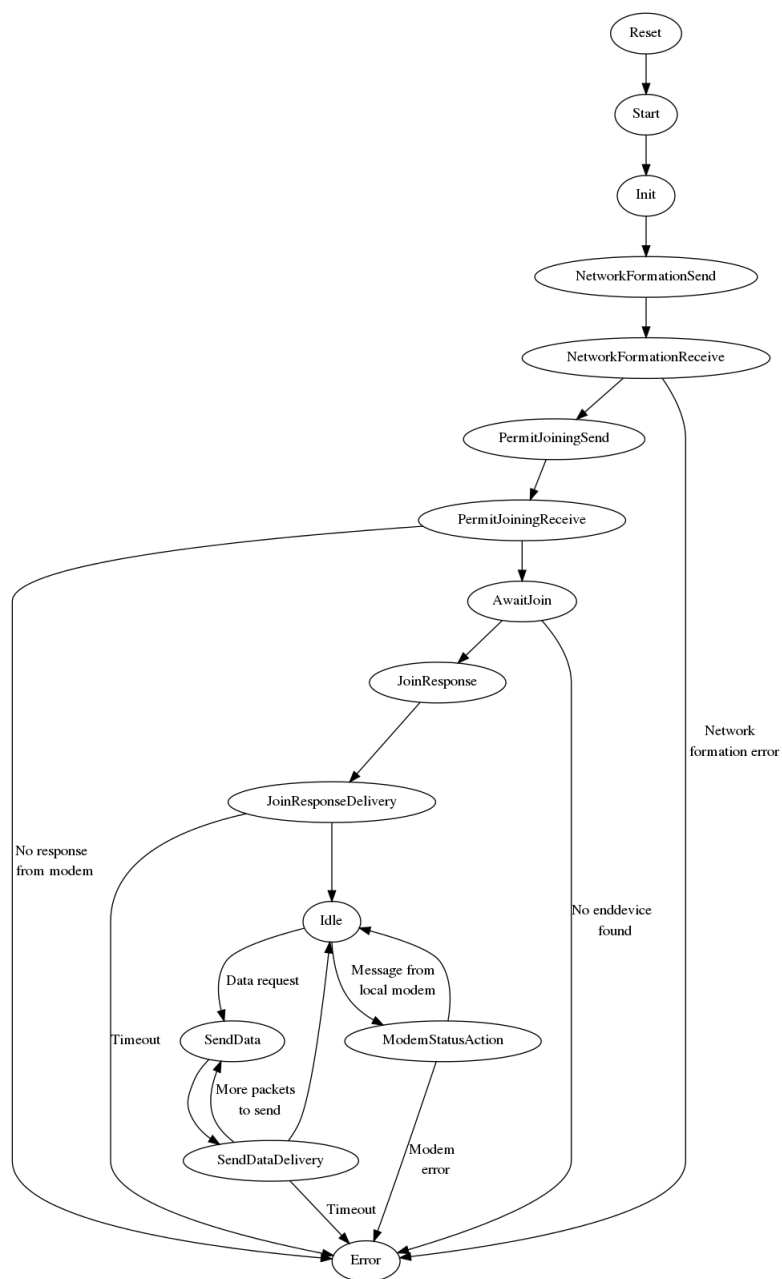 Reset
Start
Init
NetworkFormationSend
NetworkFormationReceive
PermitJoiningSend
PermitJoiningReceive
AwaitJoin
JoinResponse
Network
formation error
JoinResponseDelivery
No response
from modem
No enddevice
found
Idle
Message from
local modem
Data request
Timeout
SendData
ModemStatusAction
More packets
to send
Modem
error
SendDataDelivery
Timeout
Error